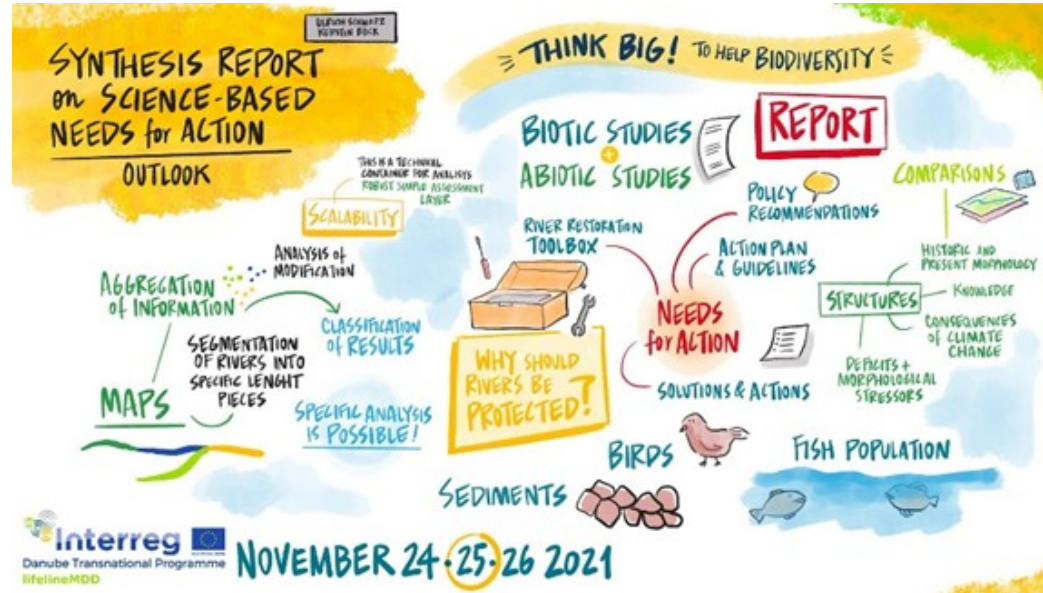 ULRICH SCHWARZ
KERSTIN BÖCK
SYNTHESIS REPORT
on SCIENCE-BASED
NEEDS for ACTION
OUTLOOK
THINK BIG! TO HELP BIODIVERSITY
BIOTIC STUDIES
+
ABIOTIC STUDIES
REPORT
THIS IS A TECHNICAL
CONTAINER FOR ANALISYS
ROBUST SIMPLE ASSESSMENT
LAYER
SCALABILITY
ANALYSIS of
MODIFICATION
AGGREGATION
of INFORMATION
CLASSIFICATION
of RESULTS
SEGMENTATION
OF RIVERS INTO
SPECIFIC LENGHT
PIECES
MAPS
SPECIFIC ANALYSIS
IS POSSIBLE!
RIVER RESTORATION
TOOLBOX
POLICY
RECOMMENDATIONS
ACTION PLAN
& GUIDELINES
NEEDS
for ACTION
SOLUTIONS & ACTIONS
WHY SHOULD
RIVERS BE
PROTECTED?
COMPARISONS
HISTORIC AND
PRESENT MORPHOLOGY
STRUCTURES
KNOWLEDGE
CONSEQUENCES
OF CLIMATE
CHANGE
DEFICITS +
MORPHOLOGICAL
STRESSORS
BIRDS
SEDIMENTS
FISH POPULATION
Interreg
Danube Transnational Programme
lifelineMDD
NOVEMBER 24.25.26 2021